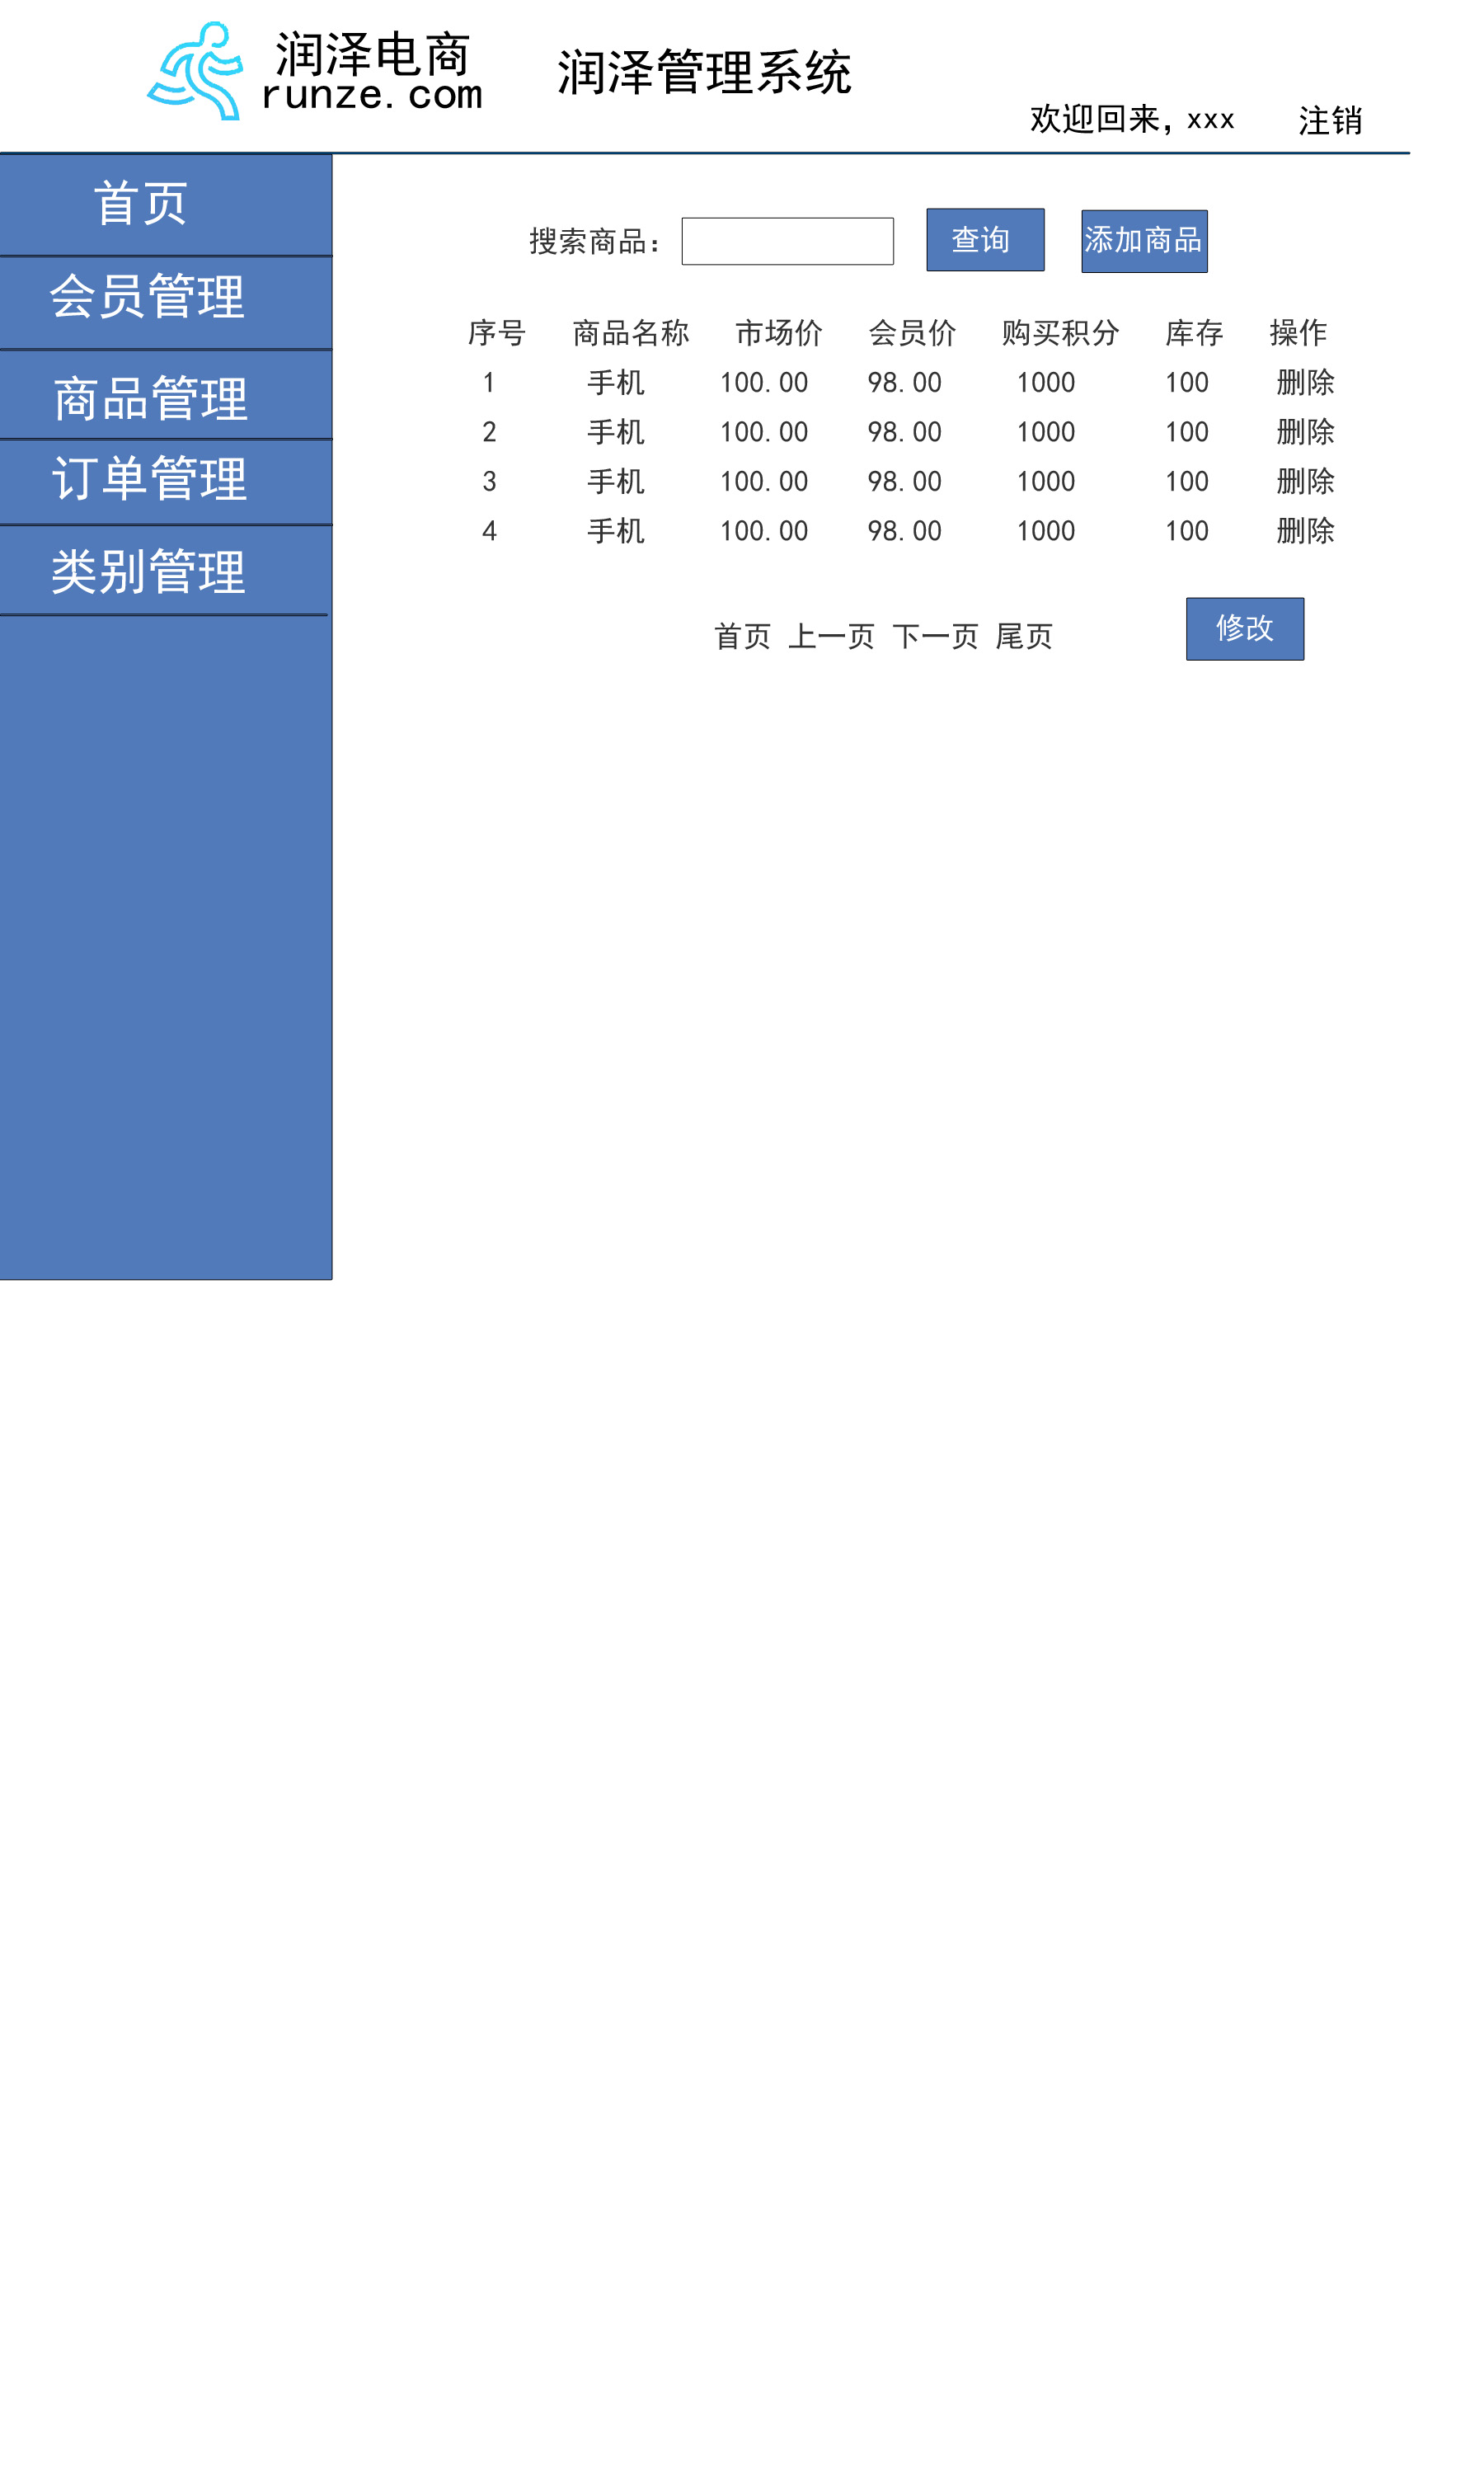 润泽电商
runze.com
润泽管理系统
欢迎回来，xxx 注销
首页
会员管理
商品管理
订单管理
类别管理
搜索商品： 查询 添加商品
序号 商品名称 市场价 会员价 购买积分 库存 操作
1 手机 100.00 98.00 1000 100 删除
2 手机 100.00 98.00 1000 100 删除
3 手机 100.00 98.00 1000 100 删除
4 手机 100.00 98.00 1000 100 删除
首页 上一页 下一页 尾页 修改